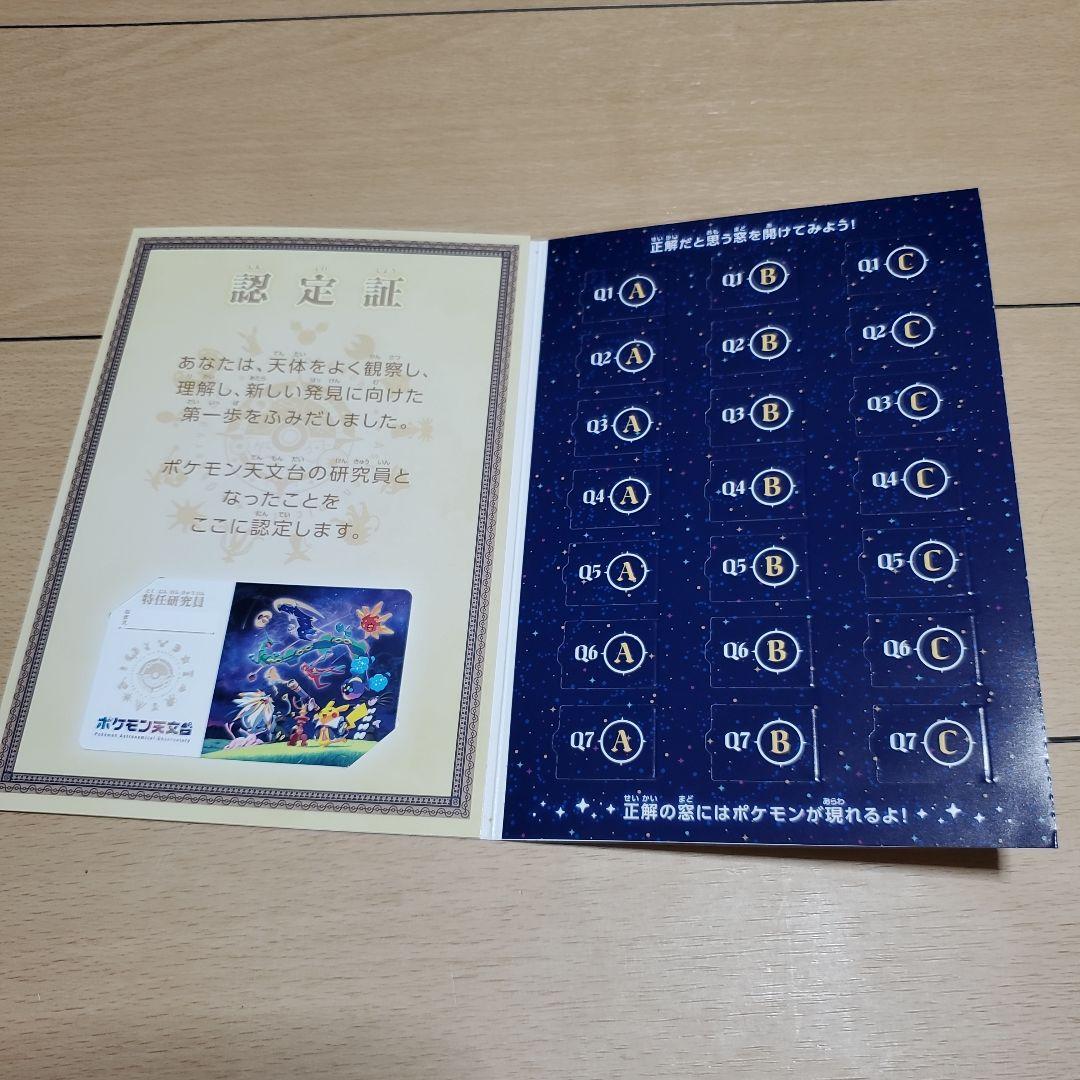 認定証
あなたは、天体をよく観察し、
理解し、新しい発見に向けた
第一歩をふみだしました。
ポケモン天文台の研究員と
なったことを
ここに認定します。
特任研究員
ポケモン天文台
Pokémon Astronomical Observatory
正解だと思う窓を開けてみよう!
Q1 A Q1 B Q1 C
Q2 A Q2 B Q2 C
Q3 A Q3 B Q3 C
Q4 A Q4 B Q4 C
Q5 A Q5 B Q5 C
Q6 A Q6 B Q6 C
Q7 A Q7 B Q7 C
正解の窓にはポケモンが現れるよ!